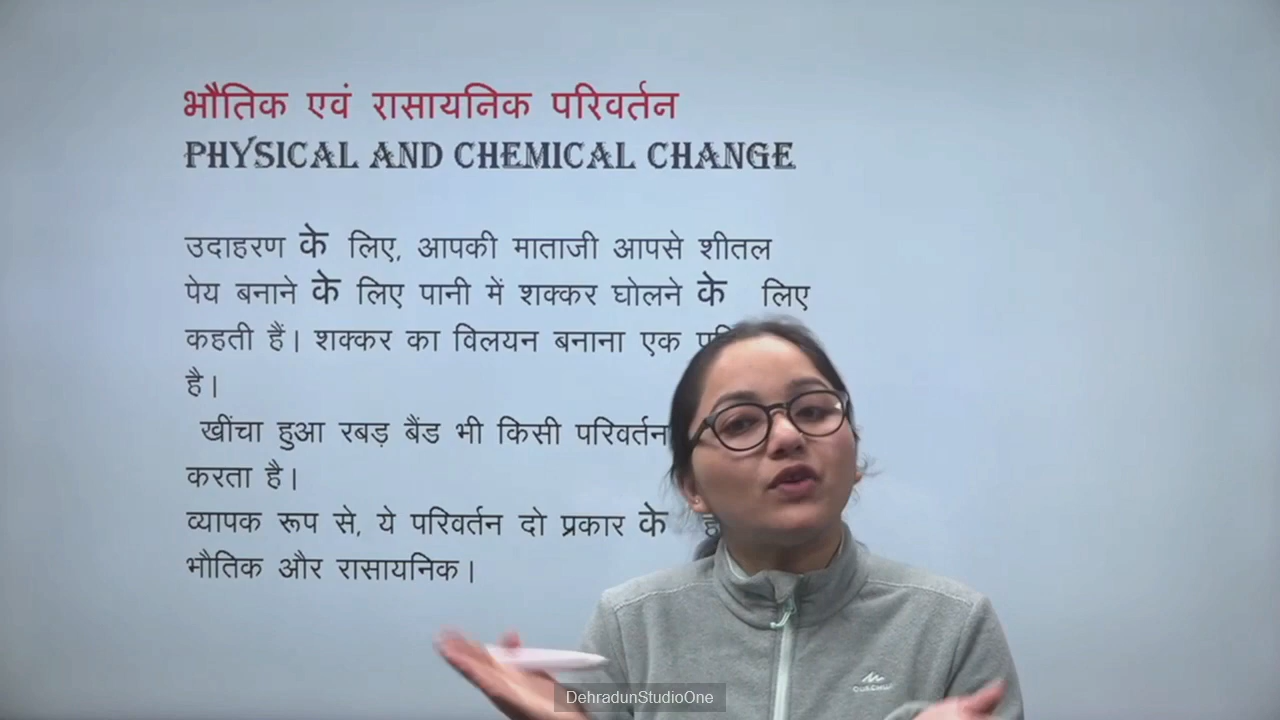 भौतिक एवं रासायनिक परिवर्तन
PHYSICAL AND CHEMICAL CHANGE
उदाहरण के लिए, आपकी माताजी आपसे शीतल
पेय बनाने के लिए पानी में शक्कर घोलने के लिए
कहती हैं। शक्कर का विलयन बनाना एक
है।
खींचा हुआ रबड़ बैंड भी किसी परिवर्तन
करता है।
व्यापक रूप से, ये परिवर्तन दो प्रकार के
भौतिक और रासायनिक।
DehradunStudioOne